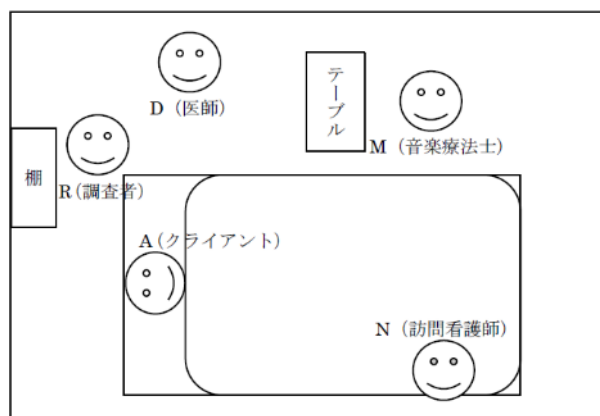 D（医師）
テーブル
M（音楽療法士）
棚
R（調査者）
A（クライアント）
N（訪問看護師）